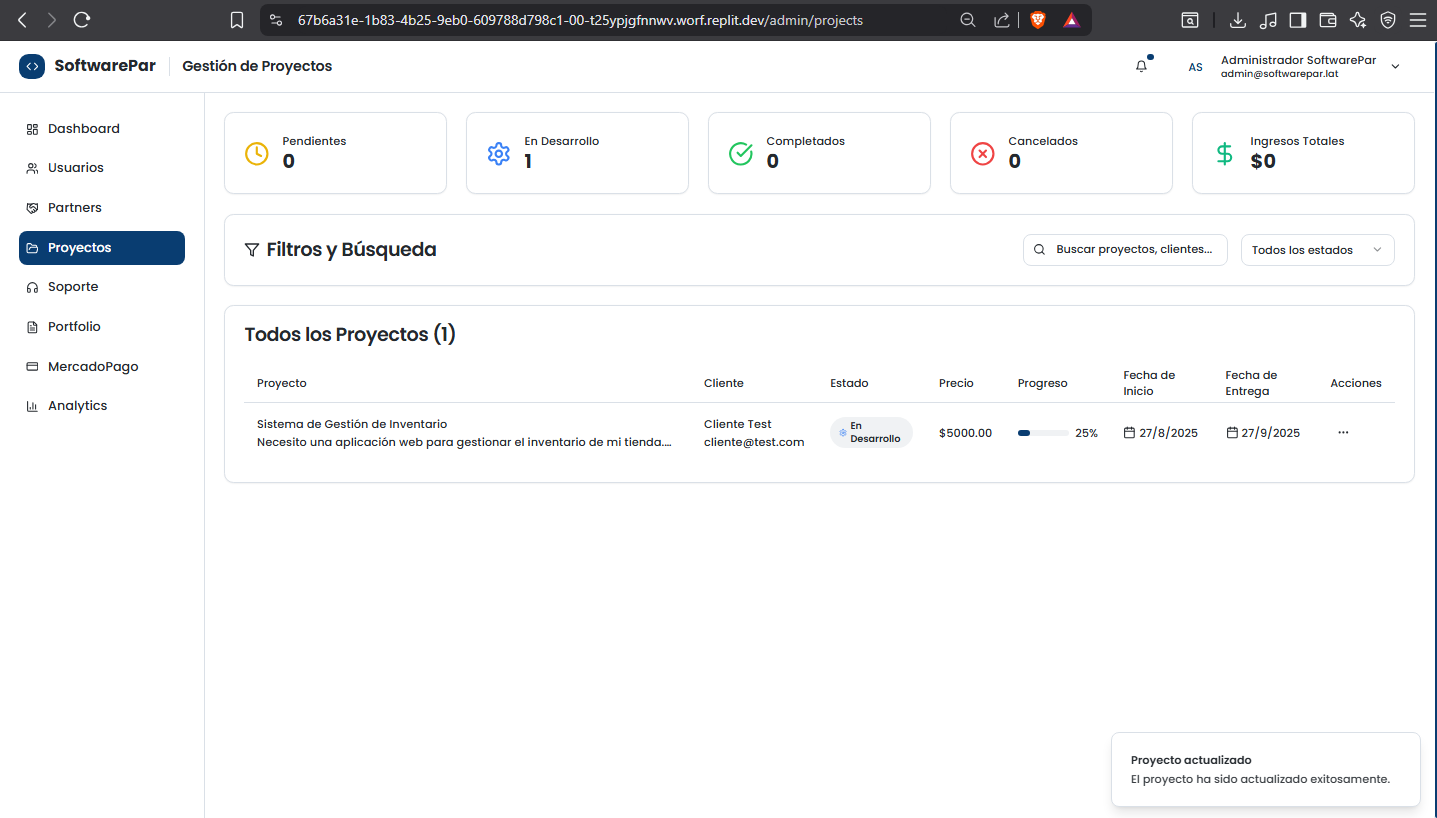 67b6a31e-1b83-4b25-9eb0-609788d798c1-00-t25ypjgfnnwv.worf.replit.dev/admin/projects
SoftwarePar
Gestión de Proyectos
AS
Administrador SoftwarePar
admin@softwarepar.lat
Dashboard
Usuarios
Partners
Proyectos
Soporte
Portfolio
MercadoPago
Analytics
Pendientes
0
En Desarrollo
1
Completados
0
Cancelados
0
Ingresos Totales
$0
Filtros y Búsqueda
Buscar proyectos, clientes...
Todos los estados
Todos los Proyectos (1)
Proyecto
Cliente
Estado
Precio
Progreso
Fecha de
Inicio
Fecha de
Entrega
Acciones
Sistema de Gestión de Inventario
Necesito una aplicación web para gestionar el inventario de mi tienda....
Cliente Test
cliente@test.com
En
Desarrollo
$5000.00
25%
27/8/2025
27/9/2025
Proyecto actualizado
El proyecto ha sido actualizado exitosamente.